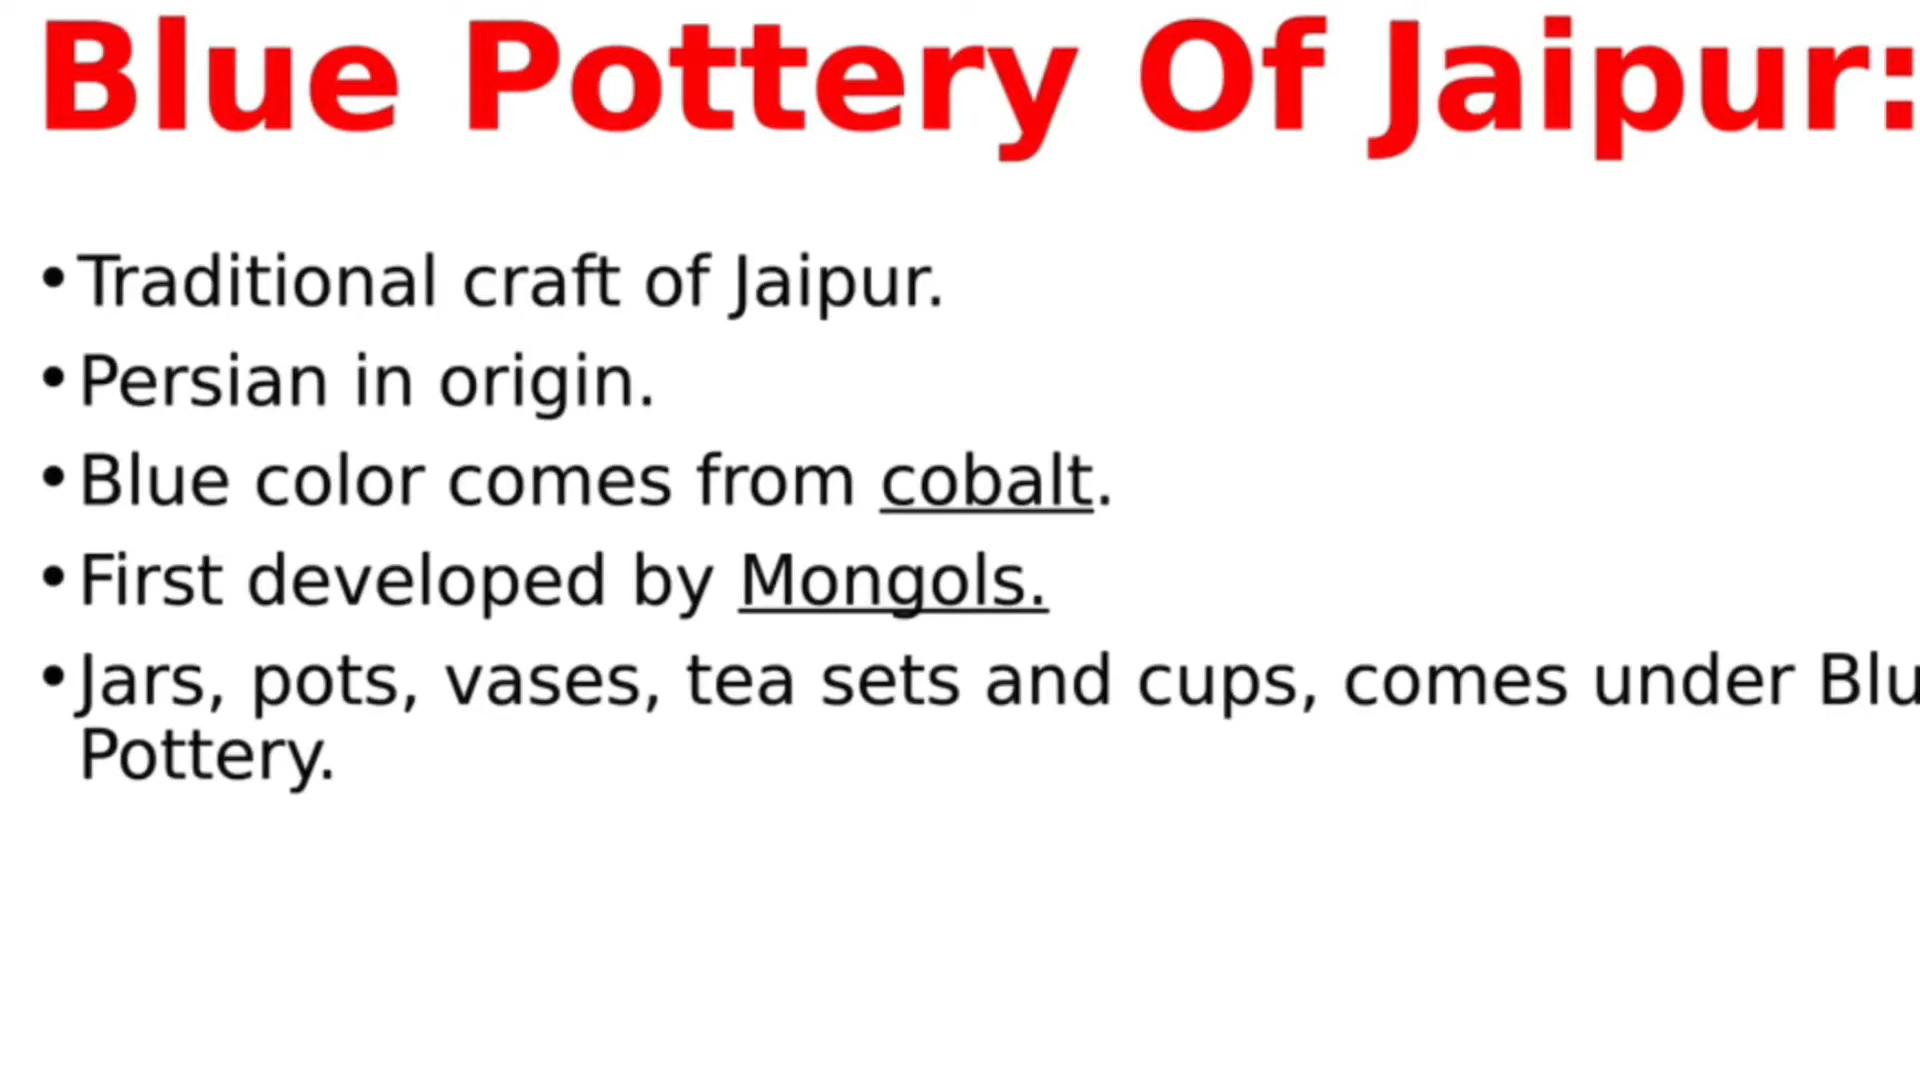 Blue Pottery Of Jaipur:
• Traditional craft of Jaipur.
• Persian in origin.
• Blue color comes from cobalt.
• First developed by Mongols.
• Jars, pots, vases, tea sets and cups, comes under Blu
Pottery.